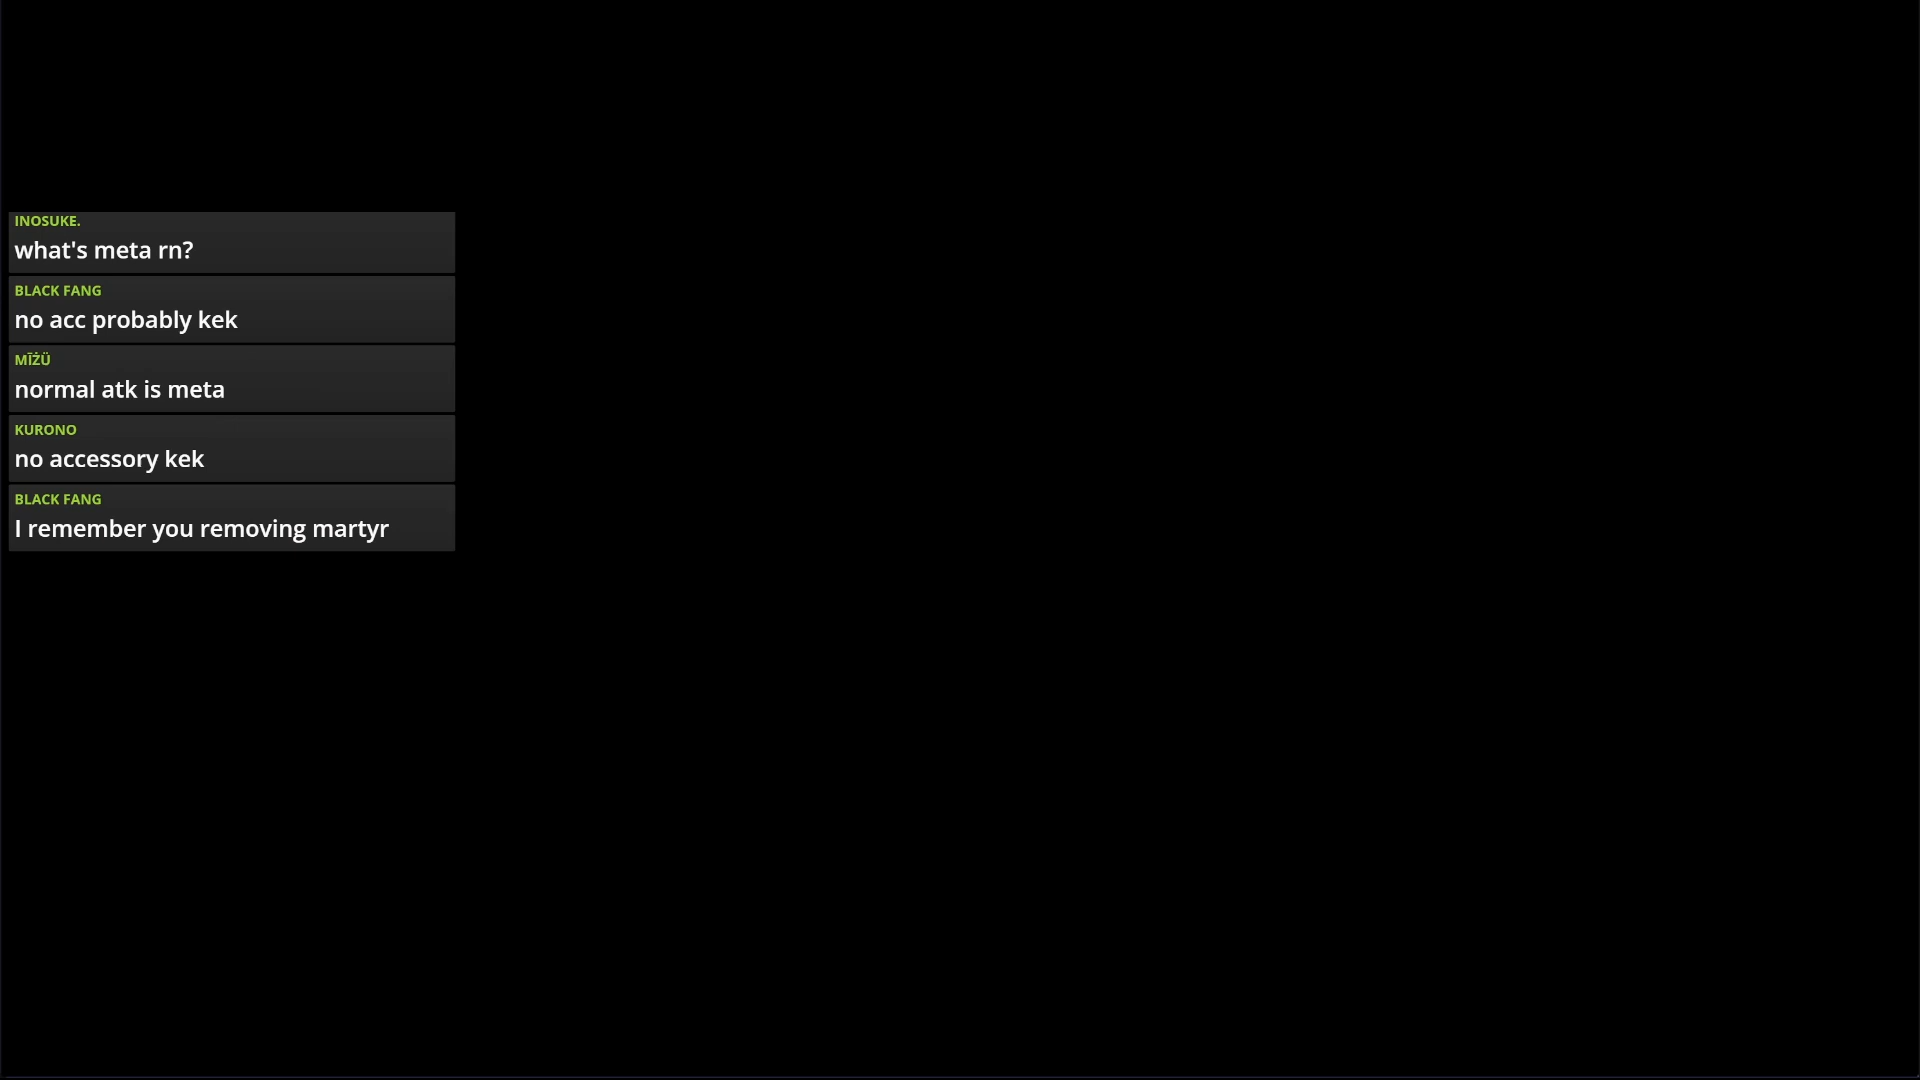 INOSUKE.
what's meta rn?
BLACK FANG
no acc probably kek
MĪŻÜ
normal atk is meta
KURONO
no accessory kek
BLACK FANG
I remember you removing martyr